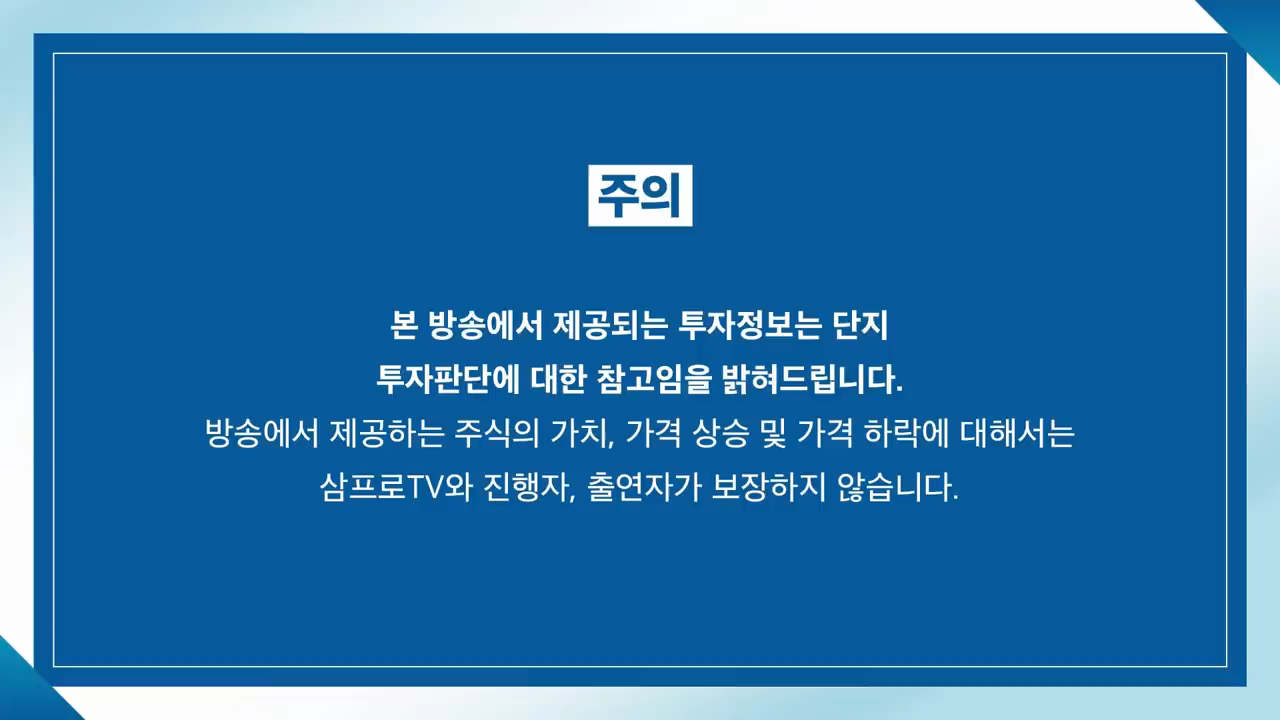 주의
본 방송에서 제공되는 투자정보는 단지
투자판단에 대한 참고임을 밝혀드립니다.
방송에서 제공하는 주식의 가치, 가격 상승 및 가격 하락에 대해서는
삼프로TV와 진행자, 출연자가 보장하지 않습니다.